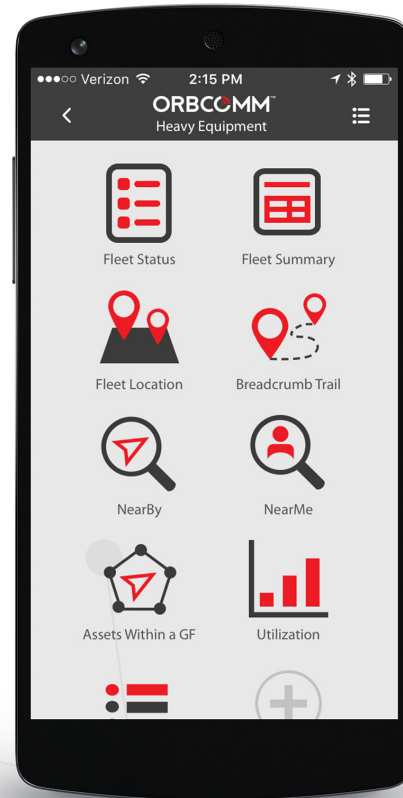 Verizon 2:15 PM
ORBCOMM™
Heavy Equipment
Fleet Status Fleet Summary
Fleet Location Breadcrumb Trail
NearBy NearMe
Assets Within a GF Utilization